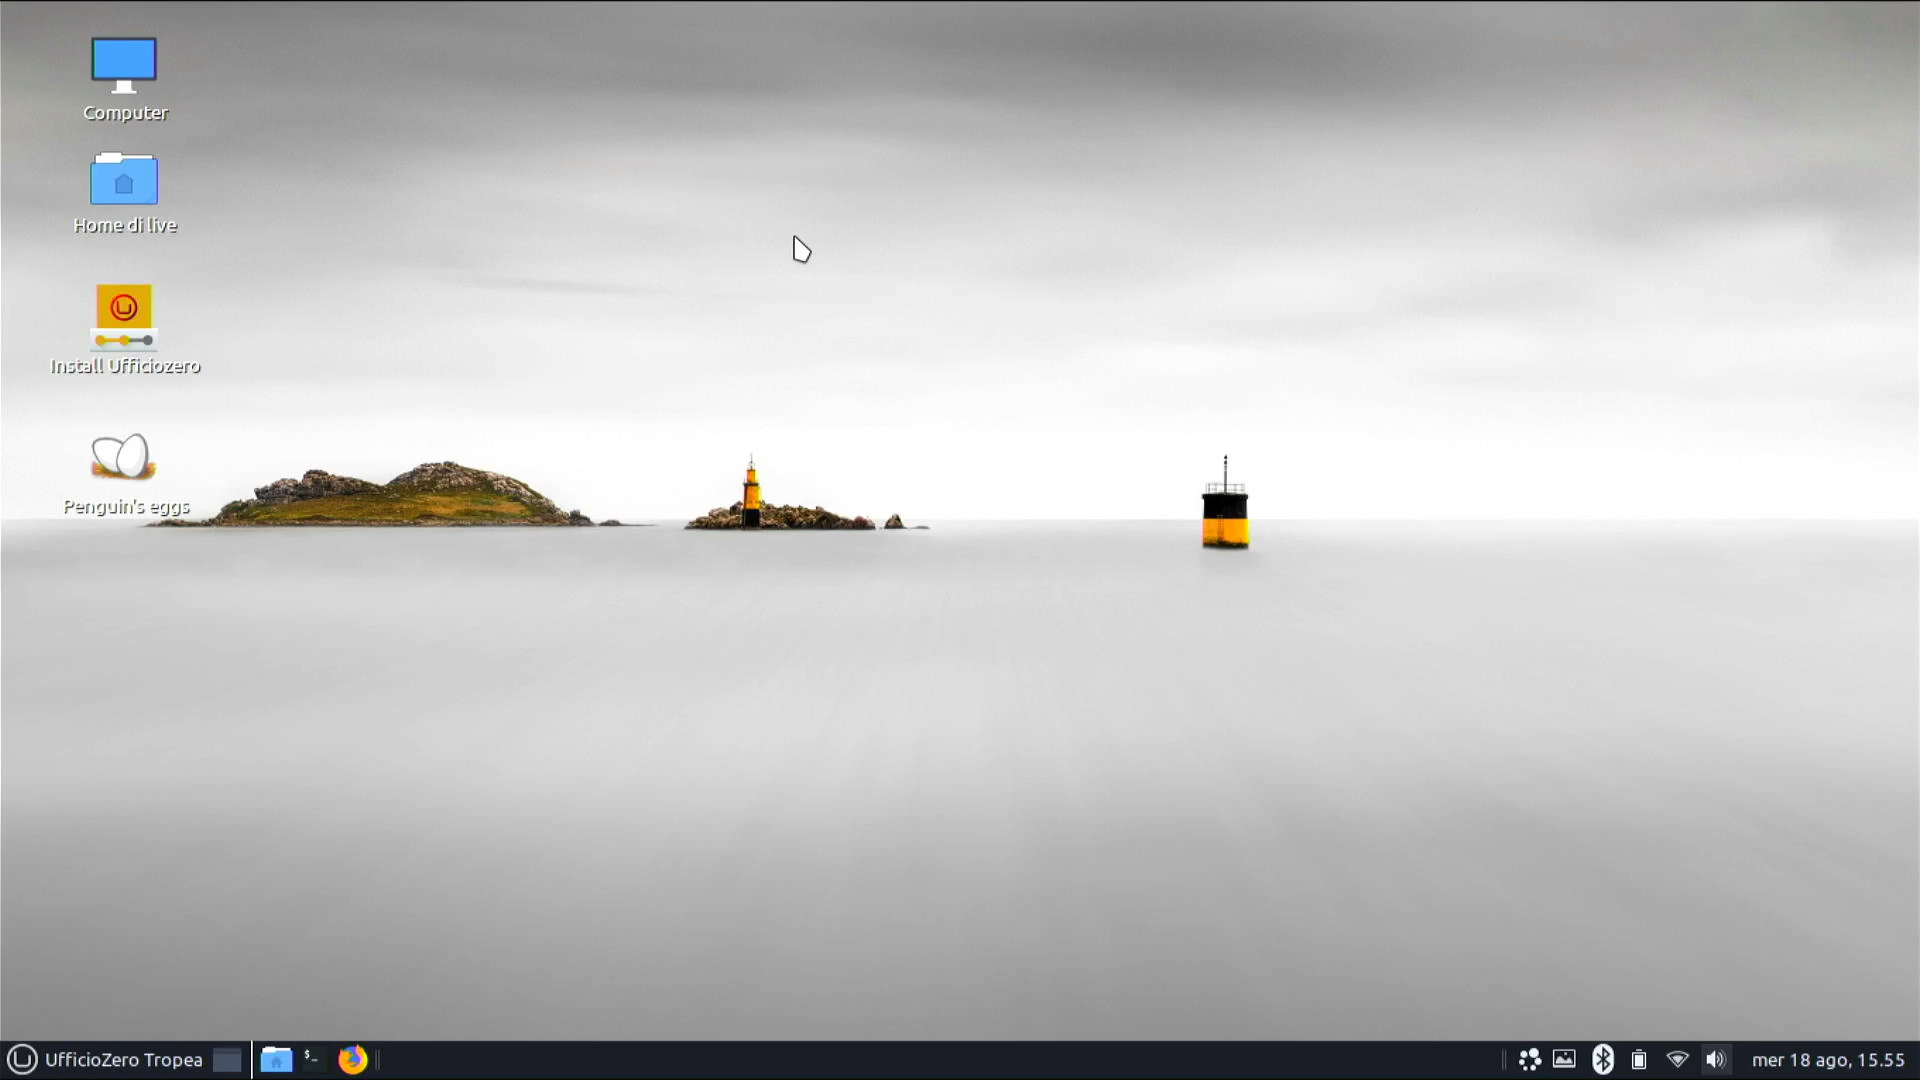 Computer
Home di live
Install Ufficiozero
Penguin's eggs
UfficioZero Tropea
$_
mer 18 ago, 15.55